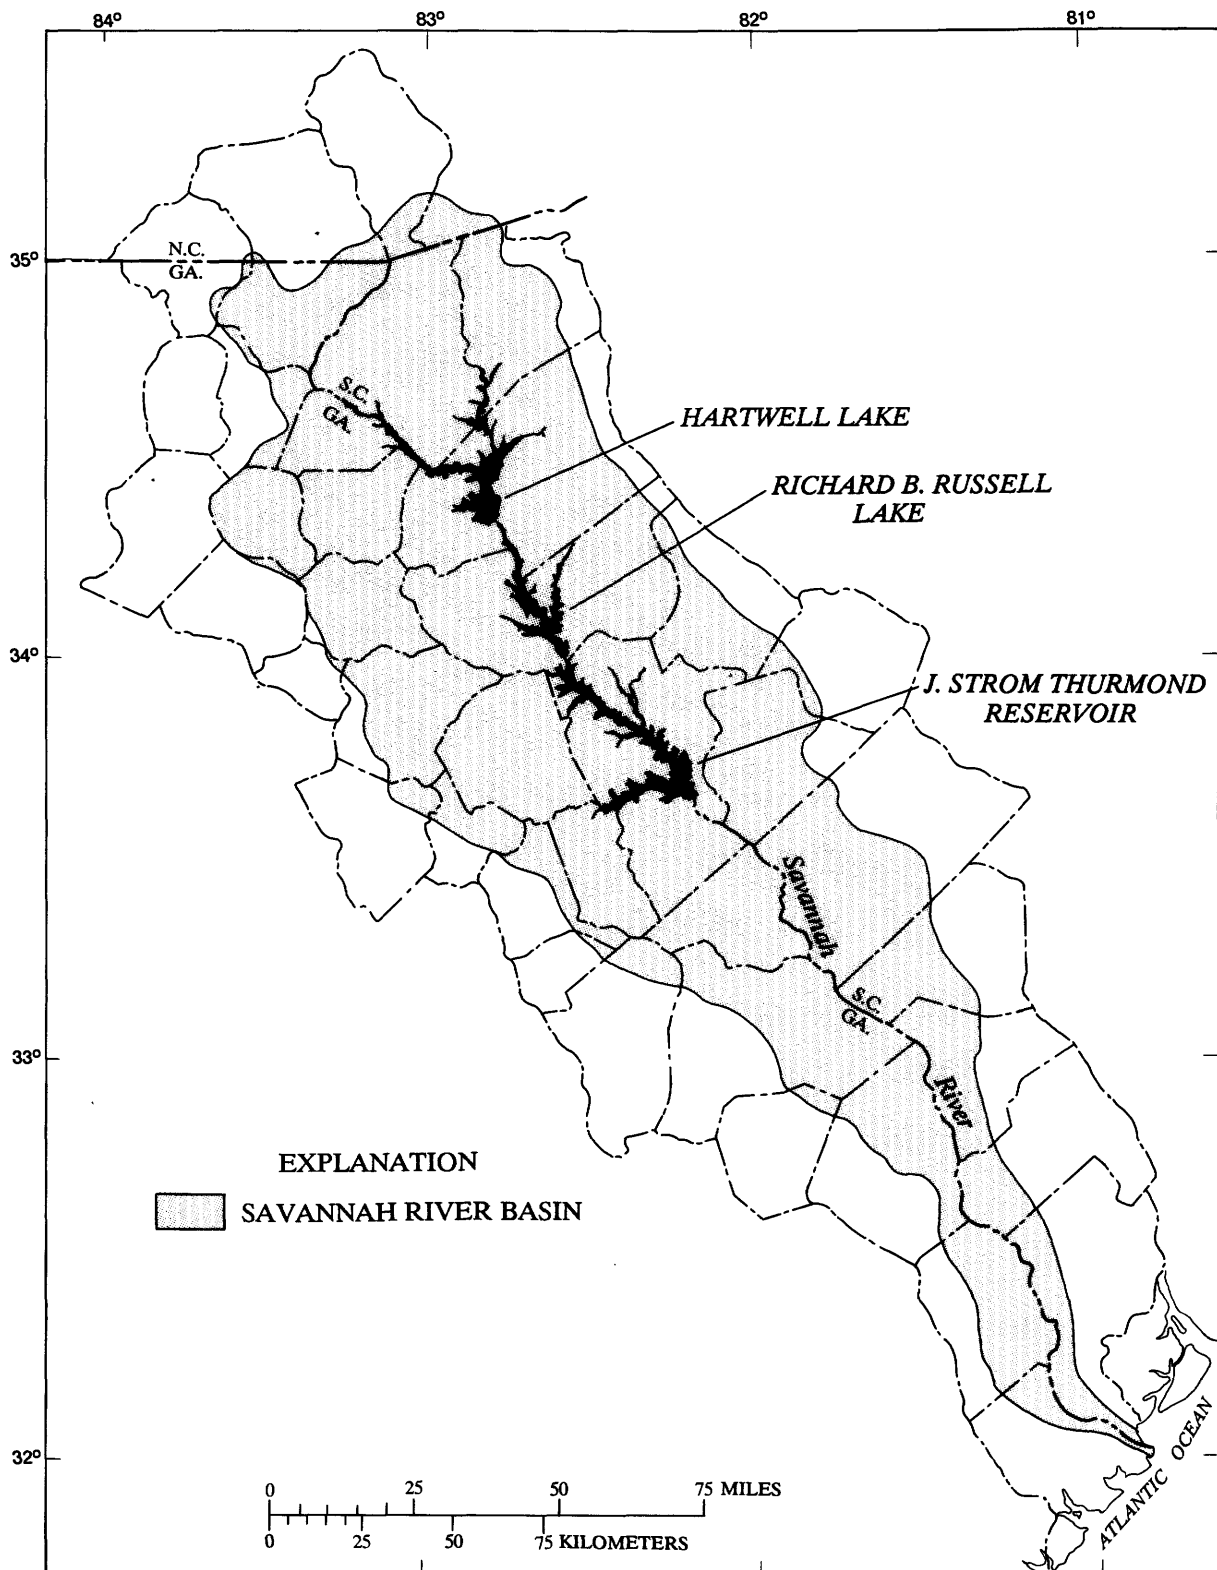 84° 83° 82° 81°
35°
N.C.
GA.
S.C.
GA.
HARTWELL LAKE
RICHARD B. RUSSELL
LAKE
34°
J. STROM THURMOND
RESERVOIR
Savannah
S.C.
GA.
33°
River
EXPLANATION
SAVANNAH RIVER BASIN
32°
ATLANTIC OCEAN
0 25 50 75 MILES
0 25 50 75 KILOMETERS